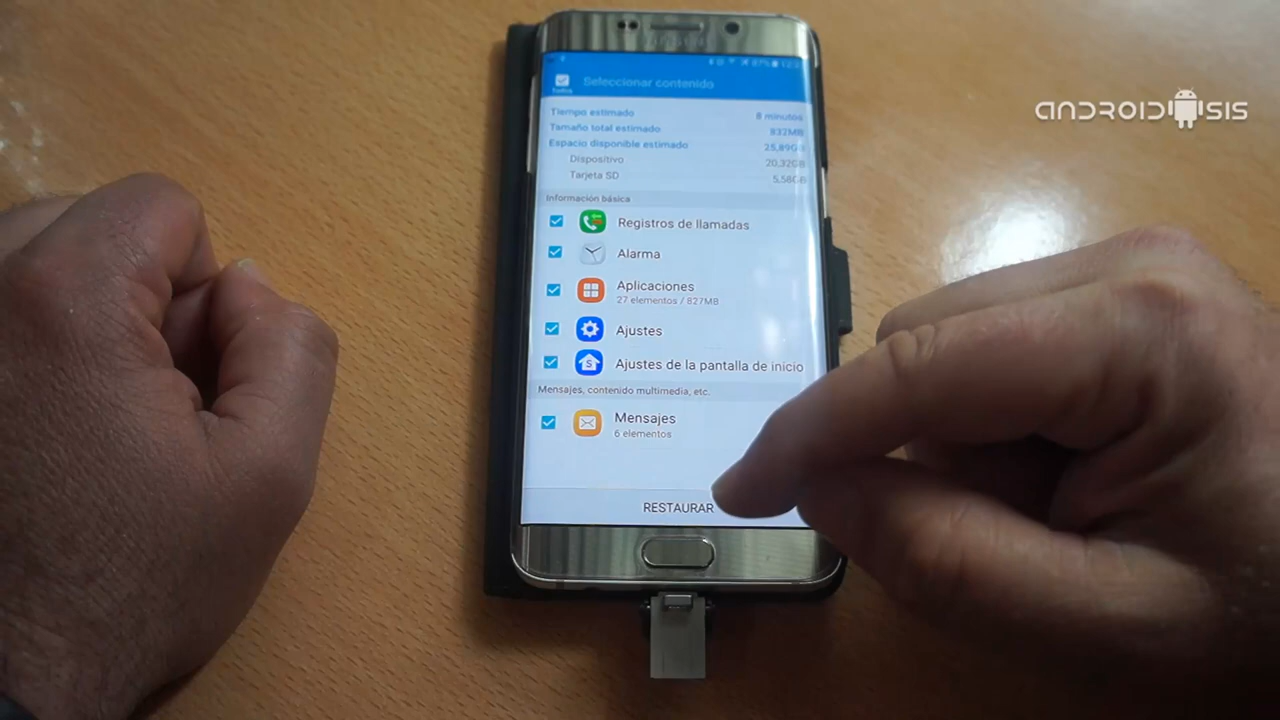 ANDROIDSIS
Seleccionar contenido
Todos
Tiempo estimado 8 minutos
Tamaño total estimado 832MB
Espacio disponible estimado 25,89GB
Dispositivo 20,32GB
Tarjeta SD 5,58GB
Información básica
Registros de llamadas
Alarma
Aplicaciones
27 elementos / 827MB
Ajustes
Ajustes de la pantalla de inicio
Mensajes, contenido multimedia, etc.
Mensajes
6 elementos
RESTAURAR